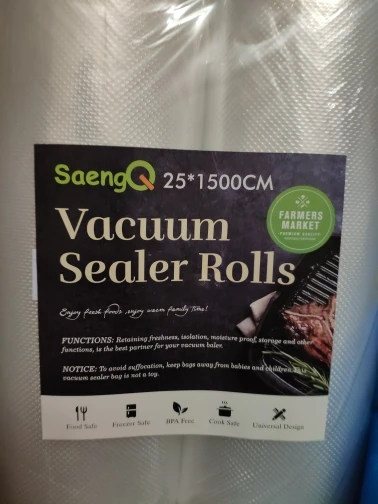 SaengQ 25*1500CM
FARMERS
MARKET
PREMIUM QUALITY
Vacuum
Sealer Rolls
Enjoy fresh foods, enjoy warm family time!
FUNCTIONS: Retaining freshness, isolation, moisture proof, storage and other
functions, is the best partner for your vacuum baler.
NOTICE: To avoid suffocation, keep bags away from babies and children. This
vacuum sealer bag is not a toy.
Food Safe
Freezer Safe
BPA Free
Cook Safe
Universal Design